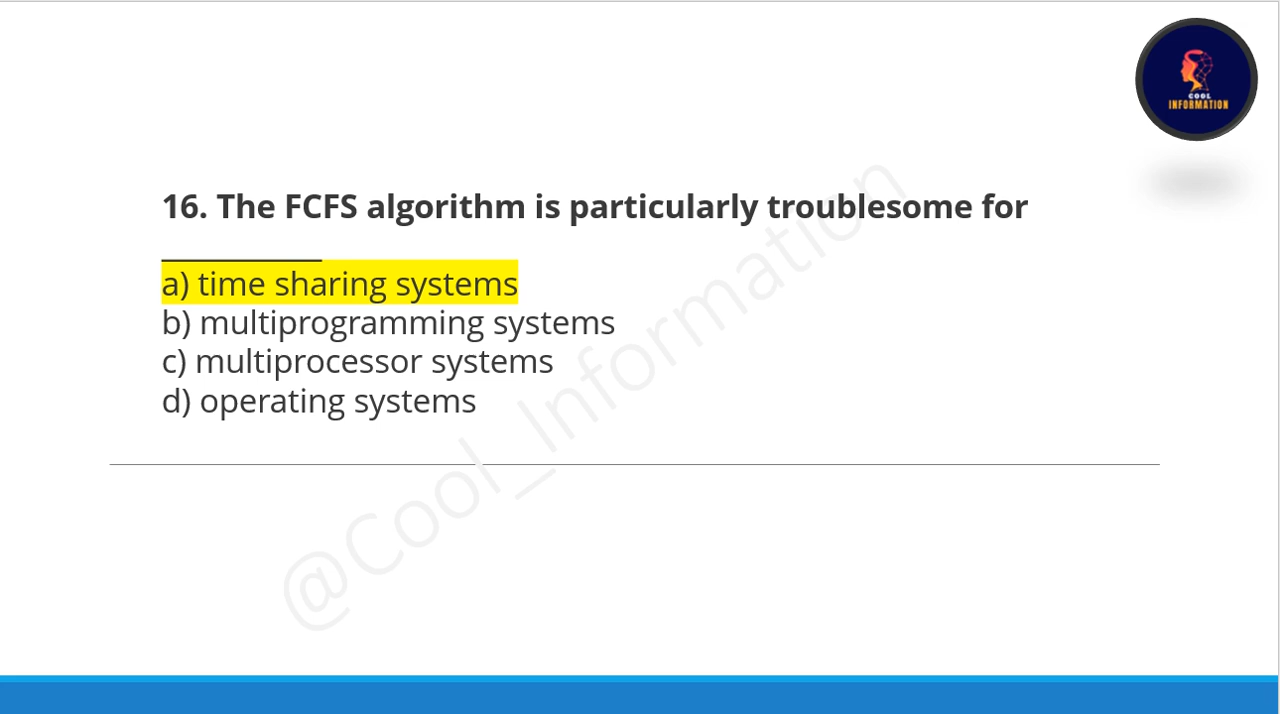 COOL
INFORMATION
16. The FCFS algorithm is particularly troublesome for
__________
a) time sharing systems
b) multiprogramming systems
c) multiprocessor systems
d) operating systems
@Cool_Information